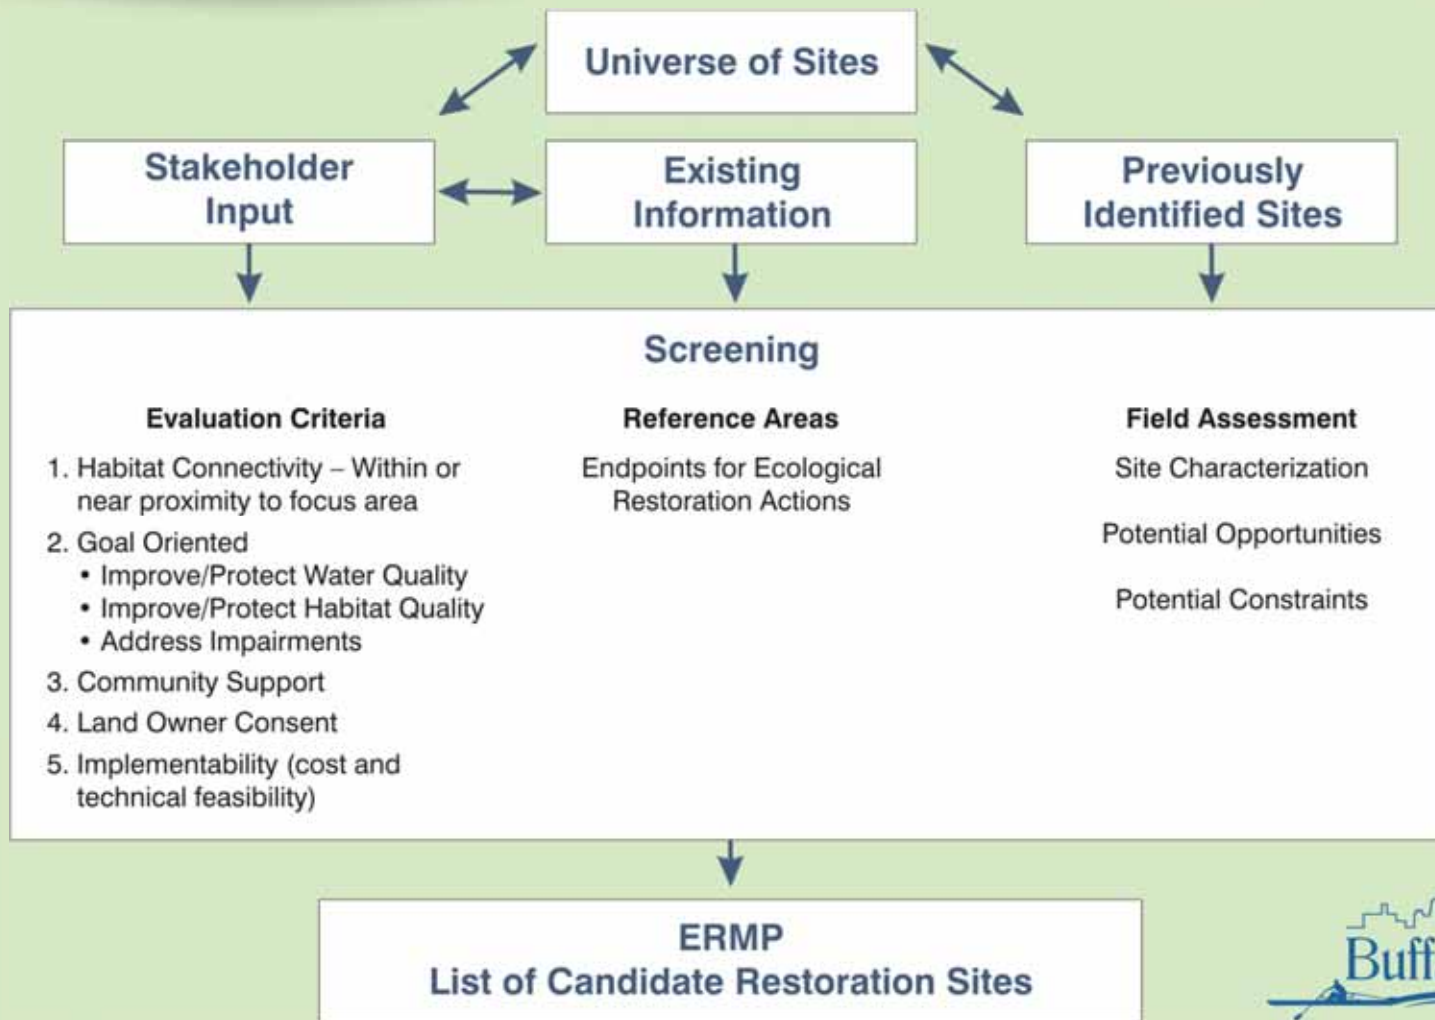 Universe of Sites
Stakeholder
Input
Existing
Information
Previously
Identified Sites
Screening
Evaluation Criteria
1. Habitat Connectivity – Within or
near proximity to focus area
2. Goal Oriented
• Improve/Protect Water Quality
• Improve/Protect Habitat Quality
• Address Impairments
3. Community Support
4. Land Owner Consent
5. Implementability (cost and
technical feasibility)
Reference Areas
Endpoints for Ecological
Restoration Actions
Field Assessment
Site Characterization
Potential Opportunities
Potential Constraints
ERMP
List of Candidate Restoration Sites